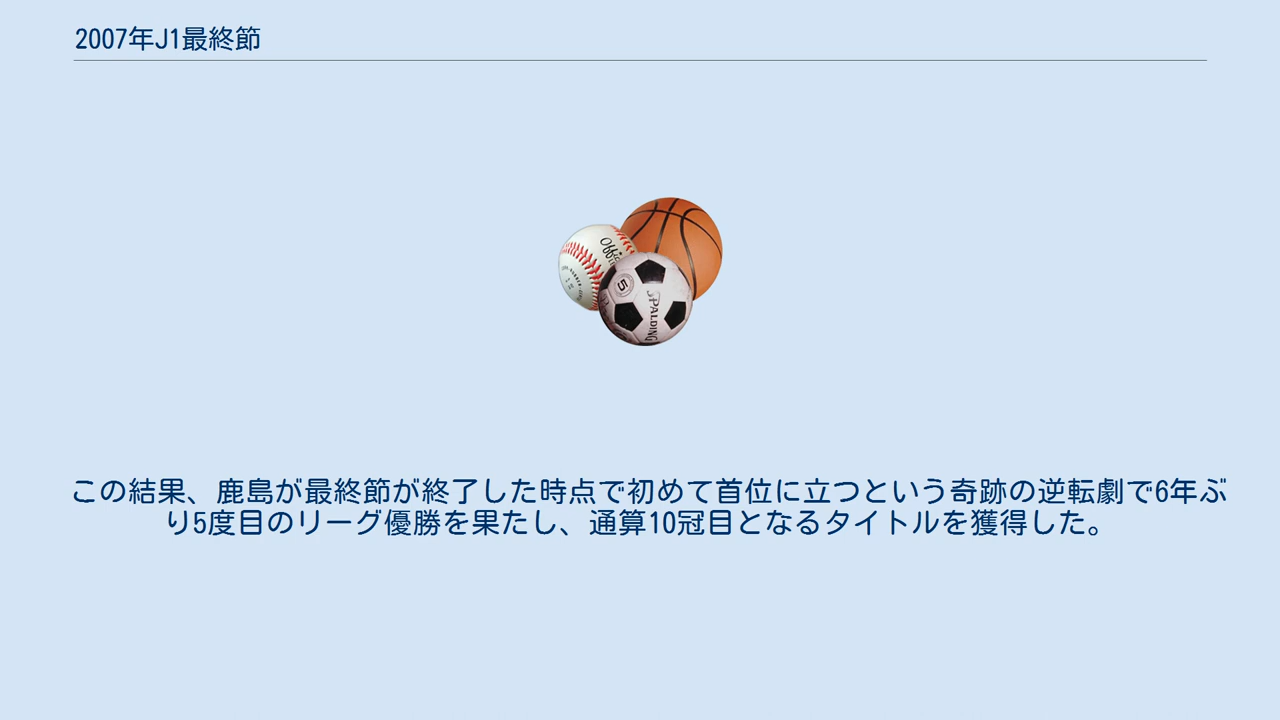 2007年J1最終節
Offic
5
SPALDING
この結果、鹿島が最終節が終了した時点で初めて首位に立つという奇跡の逆転劇で6年ぶ
り5度目のリーグ優勝を果たし、通算10冠目となるタイトルを獲得した。